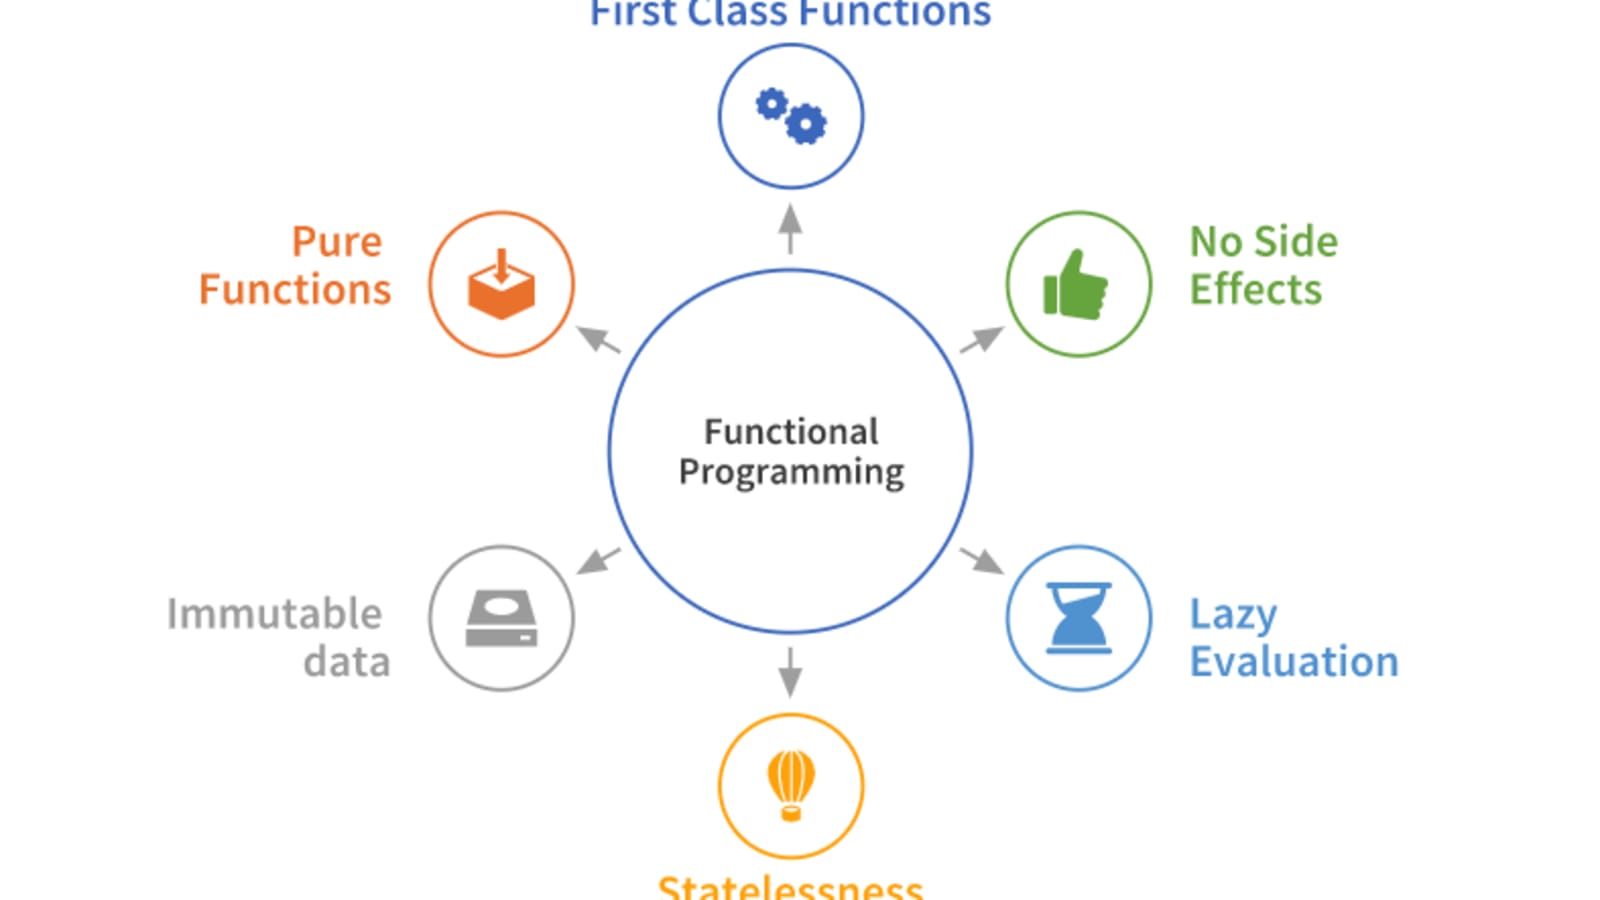 First Class Functions
Pure
Functions
No Side
Effects
Functional
Programming
Immutable
data
Lazy
Evaluation
Statelessness